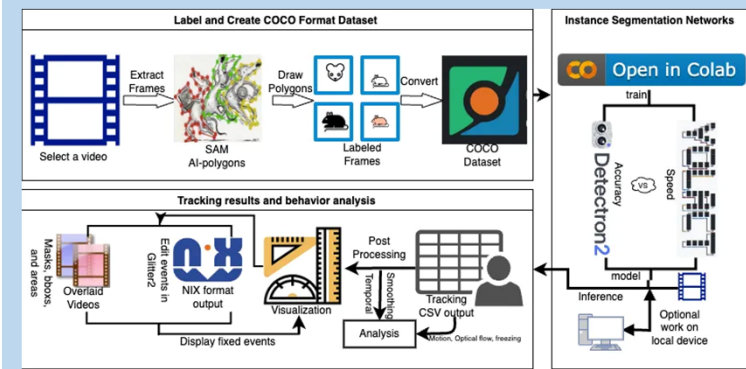 Label and Create COCO Format Dataset
Extract
Frames
Draw
Polygons
Convert
Select a video
SAM
AI-polygons
Labeled
Frames
COCO
Dataset
Instance Segmentation Networks
CO
Open in Colab
train
Detectron2
Accuracy
VS
Speed
YOLACT
model
Inference
Optional
work on
local device
Tracking results and behavior analysis
Masks, bboxs,
and areas
Overlaid
Videos
Edit events in
Glitter2
NIX
NIX format
output
Visualization
Display fixed events
Post
Processing
Smoothing
Temporal
Tracking
CSV output
Analysis
Motion, Optical flow, freezing